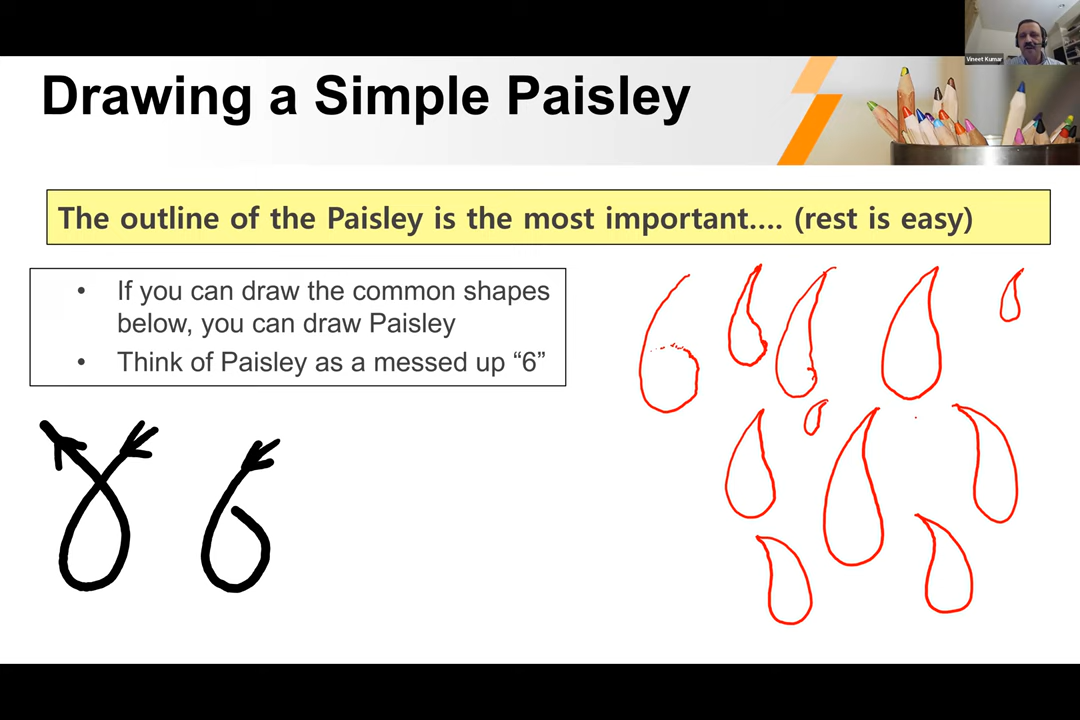 Vineet Kumar
Drawing a Simple Paisley
The outline of the Paisley is the most important.... (rest is easy)
• If you can draw the common shapes
below, you can draw Paisley
• Think of Paisley as a messed up “6”